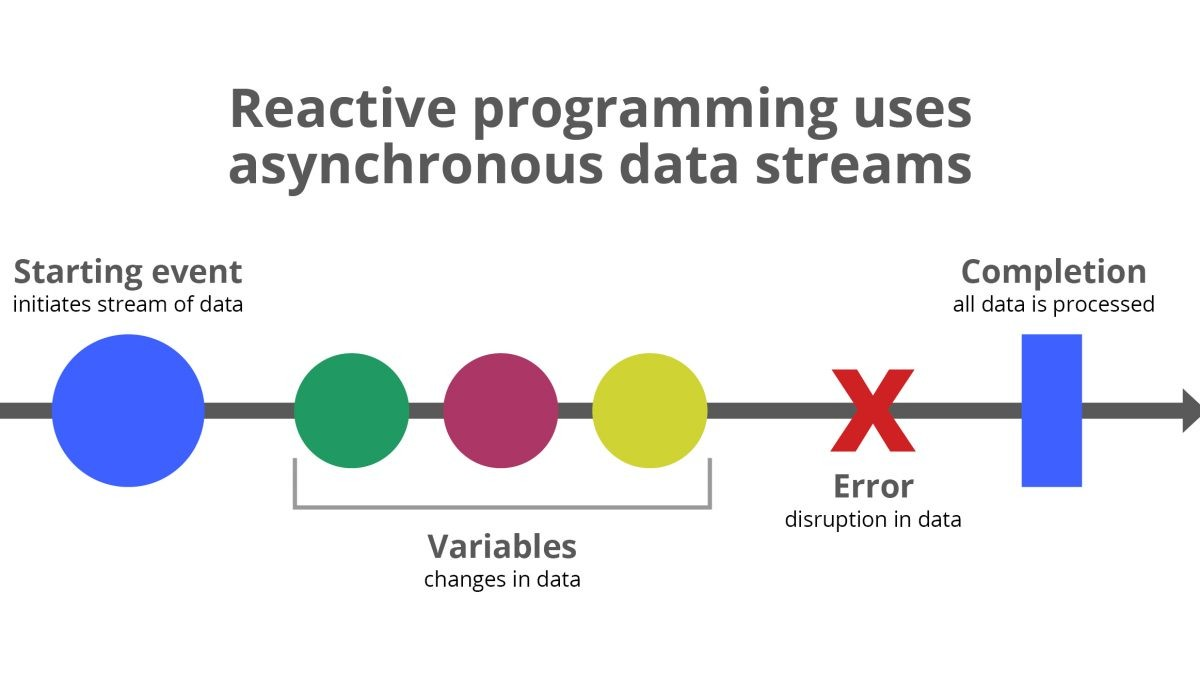 Reactive programming uses
asynchronous data streams
Starting event
initiates stream of data
Variables
changes in data
X
Error
disruption in data
Completion
all data is processed